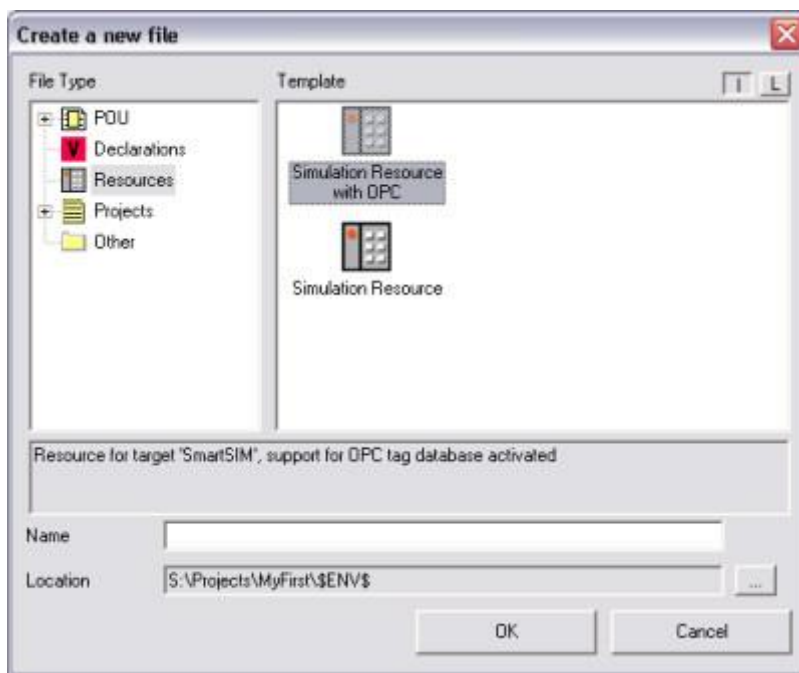 Create a new file
File Type
Template
I
L
POU
V
Declarations
Resources
Projects
Other
Simulation Resource
with OPC
Simulation Resource
Resource for target 'SmartSIM', support for OPC tag database activated
Name
Location
S:\Projects\MyFirst\$ENV$
...
OK
Cancel